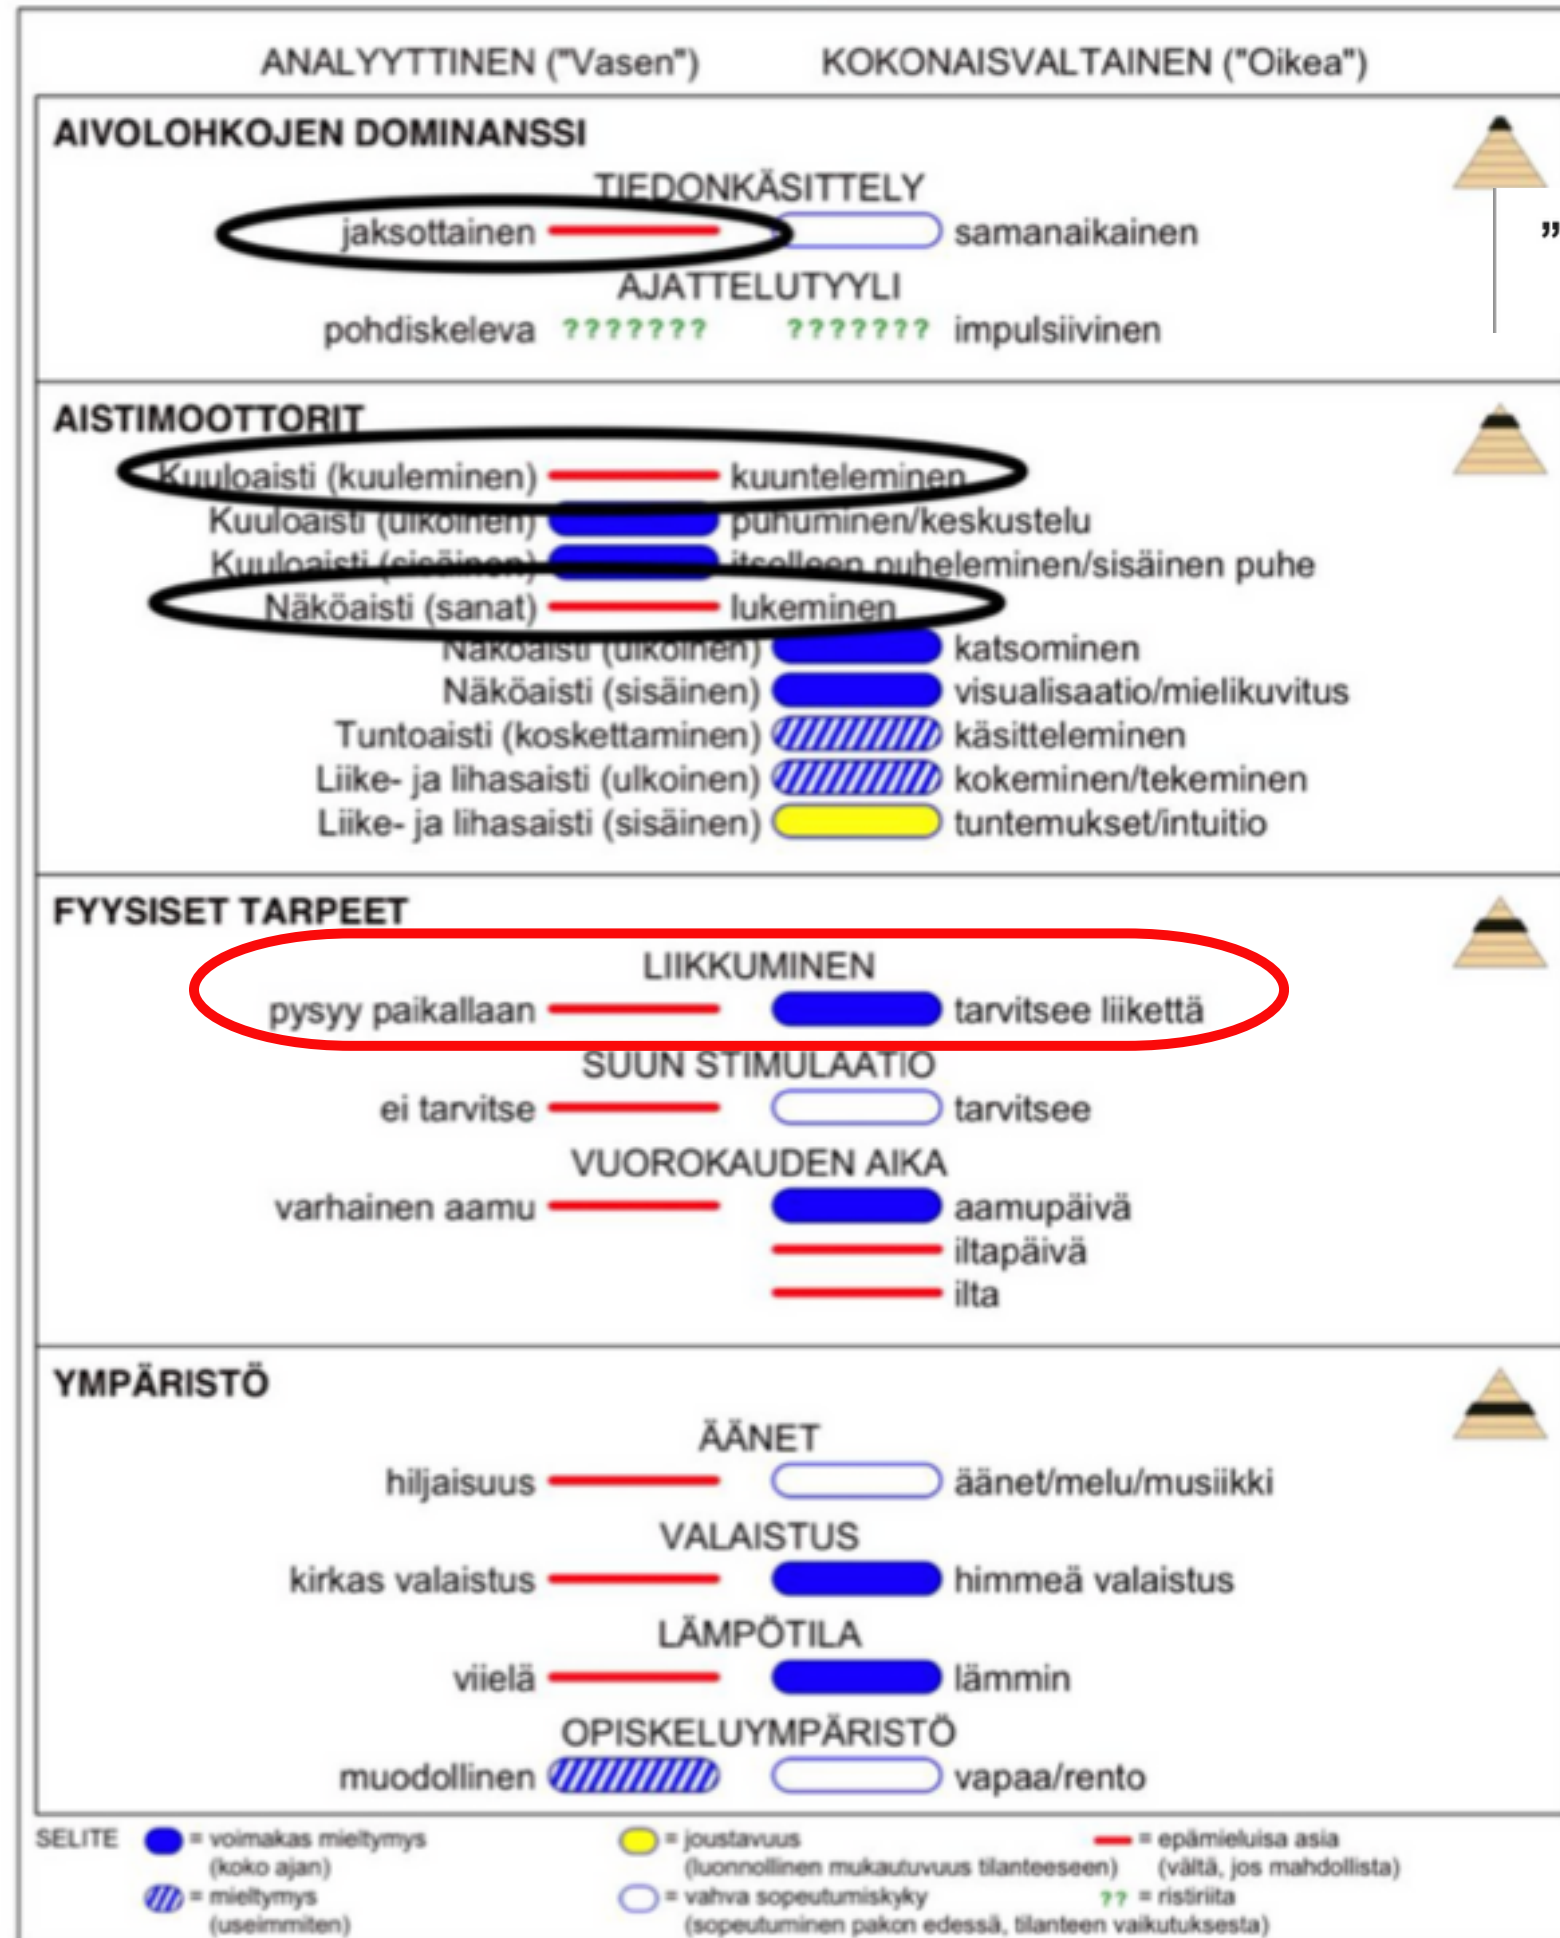 ANALYYTTINEN ("Vasen") KOKONAISVALTAINEN ("Oikea")
AIVOLOHKOJEN DOMINANSSI
TIEDONKÄSITTELY
jaksottainen samanaikainen
”
AJATTELUTYYLI
pohdiskeleva ??????? ??????? impulsiivinen
AISTIMOOTTORIT
Kuuloaisti (kuuleminen) kuunteleminen
Kuuloaisti (ulkoinen) puhuminen/keskustelu
Kuuloaisti (sisäinen) itselleen puheleminen/sisäinen puhe
Näköaisti (sanat) lukeminen
Näköaisti (ulkoinen) katsominen
Näköaisti (sisäinen) visualisaatio/mielikuvitus
Tuntoaisti (koskettaminen) käsitteleminen
Liike- ja lihasaisti (ulkoinen) kokeminen/tekeminen
Liike- ja lihasaisti (sisäinen) tuntemukset/intuitio
FYYSISET TARPEET
LIIKKUMINEN
pysyy paikallaan tarvitsee liikettä
SUUN STIMULAATIO
ei tarvitse tarvitsee
VUOROKAUDEN AIKA
varhainen aamu aamupäivä
iltapäivä
ilta
YMPÄRISTÖ
ÄÄNET
hiljaisuus äänet/melu/musiikki
VALAISTUS
kirkas valaistus himmeä valaistus
LÄMPÖTILA
viielä lämmin
OPISKELUYMPÄRISTÖ
muodollinen vapaa/rento
SELITE = voimakas mieltymys = joustavuus = epämieluisa asia
(koko ajan) (luonnollinen mukautuvuus tilanteeseen) (vältä, jos mahdollista)
= mieltymys = vahva sopeutumiskyky ?? = ristiriita
(useimmiten) (sopeutuminen pakon edessä, tilanteen vaikutuksesta)